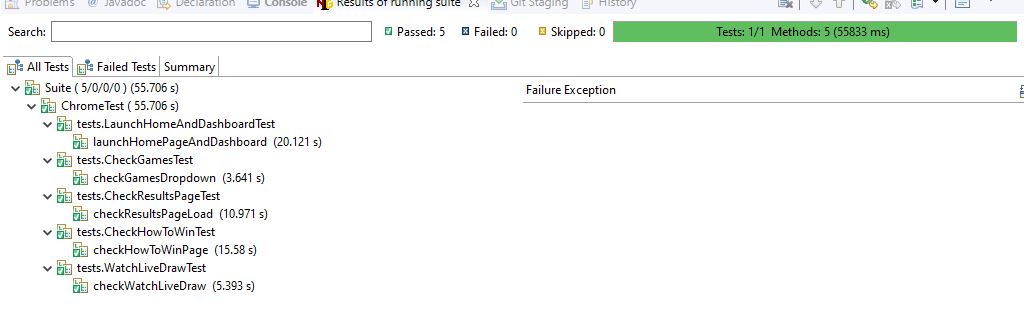 Problems @ Javadoc Declaration Console Results of running suite Git Staging History
Search: Passed: 5 Failed: 0 Skipped: 0 Tests: 1/1 Methods: 5 (55833 ms)
All Tests Failed Tests Summary
Suite ( 5/0/0/0 ) (55.706 s)
Failure Exception
ChromeTest ( 55.706 s)
tests.LaunchHomeAndDashboardTest
launchHomePageAndDashboard (20.121 s)
tests.CheckGamesTest
checkGamesDropdown (3.641 s)
tests.CheckResultsPageTest
checkResultsPageLoad (10.971 s)
tests.CheckHowToWinTest
checkHowToWinPage (15.58 s)
tests.WatchLiveDrawTest
checkWatchLiveDraw (5.393 s)